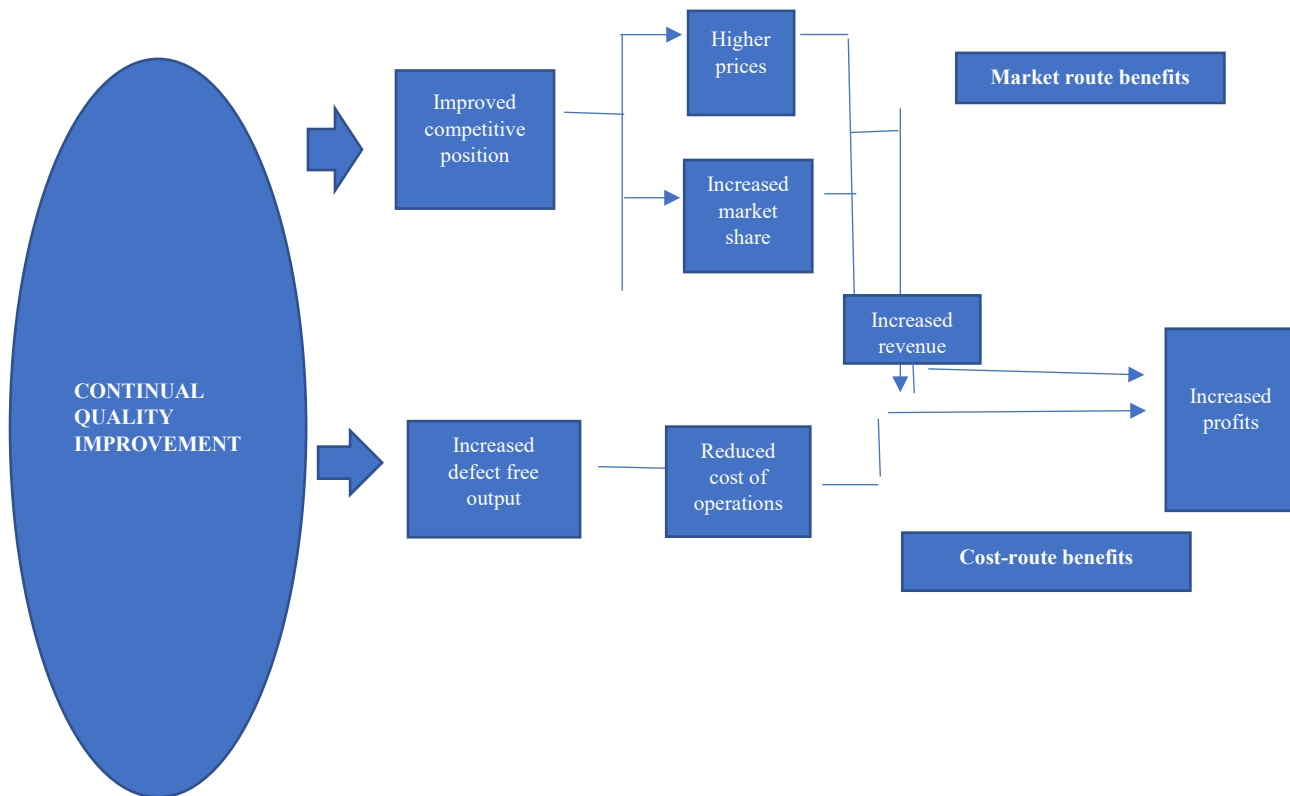 CONTINUAL
QUALITY
IMPROVEMENT
Improved
competitive
position
Higher
prices
Increased
market
share
Market route benefits
Increased
revenue
Increased
profits
Increased
defect free
output
Reduced
cost of
operations
Cost-route benefits